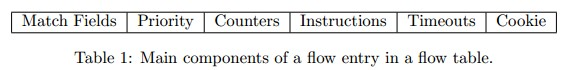 Match Fields Priority Counters Instructions Timeouts Cookie
Table 1: Main components of a flow entry in a flow table.